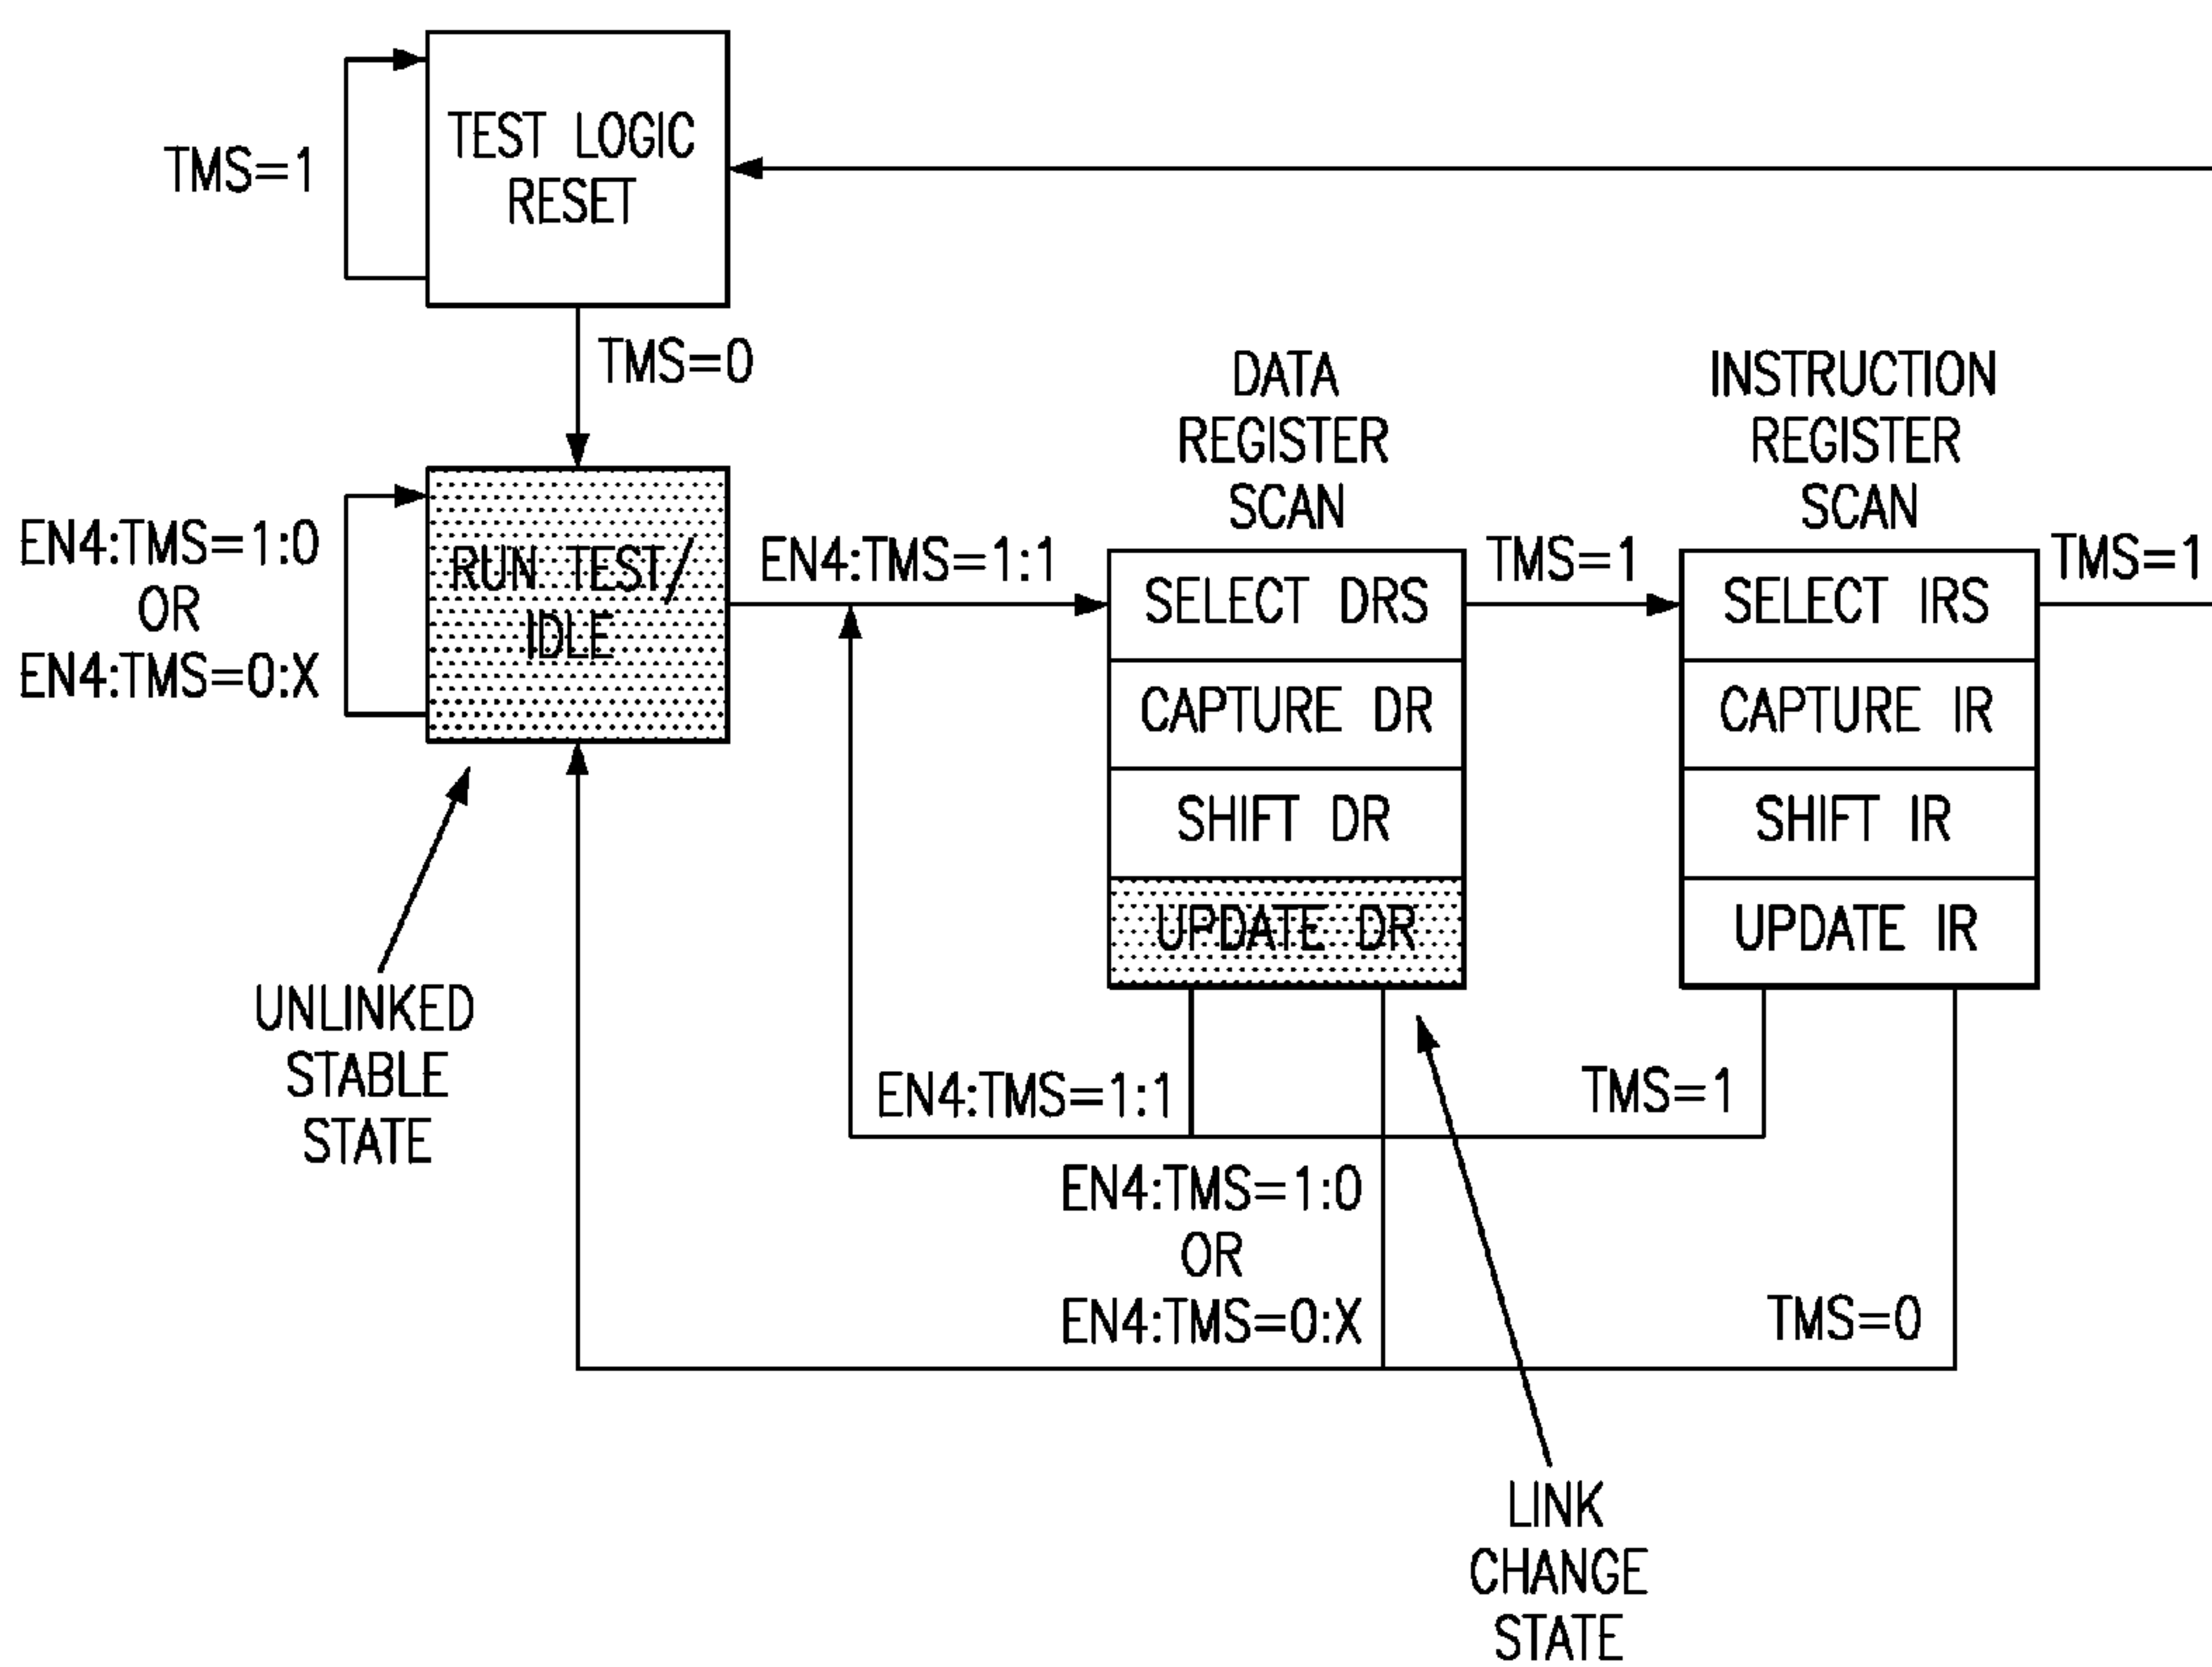 TEST LOGIC
RESET
TMS=1
TMS=0
DATA
REGISTER
SCAN
INSTRUCTION
REGISTER
SCAN
EN4:TMS=1:0
OR
EN4:TMS=0:X
RUN TEST/
IDLE
EN4:TMS=1:1
SELECT DRS
CAPTURE DR
SHIFT DR
UPDATE DR
TMS=1
SELECT IRS
CAPTURE IR
SHIFT IR
UPDATE IR
TMS=1
UNLINKED
STABLE
STATE
EN4:TMS=1:1
TMS=1
EN4:TMS=1:0
OR
EN4:TMS=0:X
TMS=0
LINK
CHANGE
STATE